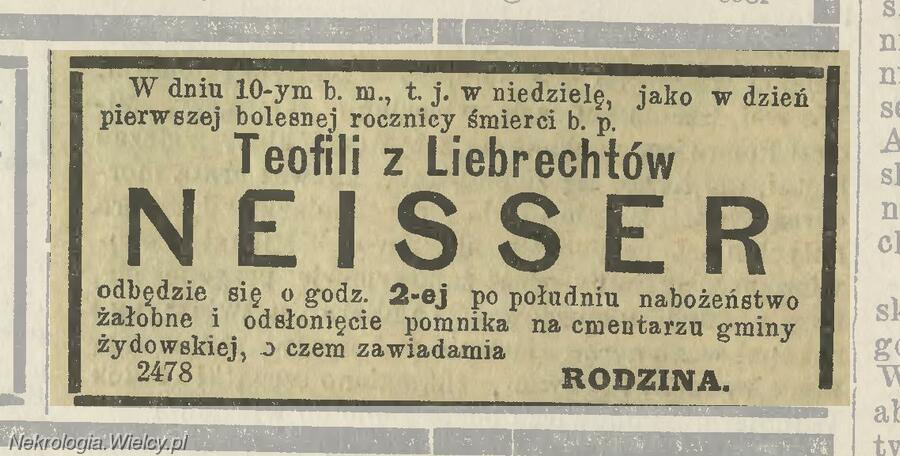 W dniu 10-ym b. m., t. j. w niedzielę, jako w dzień
pierwszej bolesnej rocznicy śmierci b. p.
Teofili z Liebrechtów
NEISSER
odbędzie się o godz. 2-ej po południu nabożeństwo
żałobne i odsłonięcie pomnika na cmentarzu gminy
żydowskiej, o czem zawiadamia
2478 RODZINA.
Nekrologia.Wielcy.pl